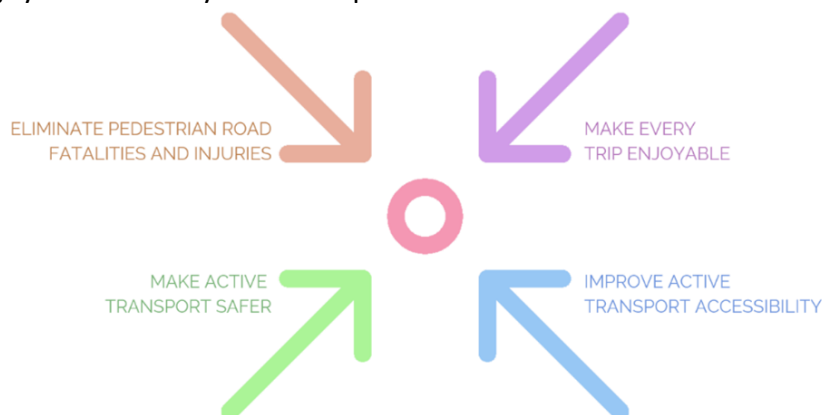 ELIMINATE PEDESTRIAN ROAD
FATALITIES AND INJURIES
MAKE EVERY
TRIP ENJOYABLE
MAKE ACTIVE
TRANSPORT SAFER
IMPROVE ACTIVE
TRANSPORT ACCESSIBILITY